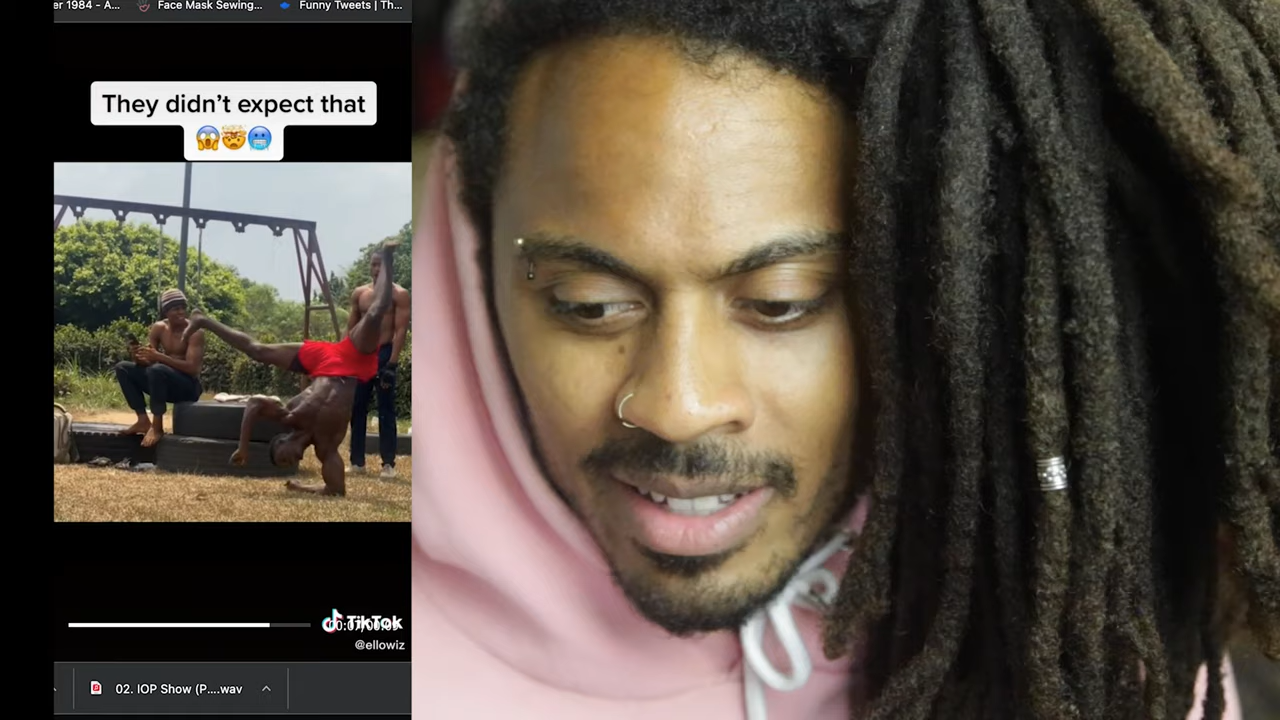 er 1984 - A...
Face Mask Sewing...
Funny Tweets | Th...
They didn’t expect that
😱🤯🥶
TikTok
@ellowiz
02. IOP Show (P....wav